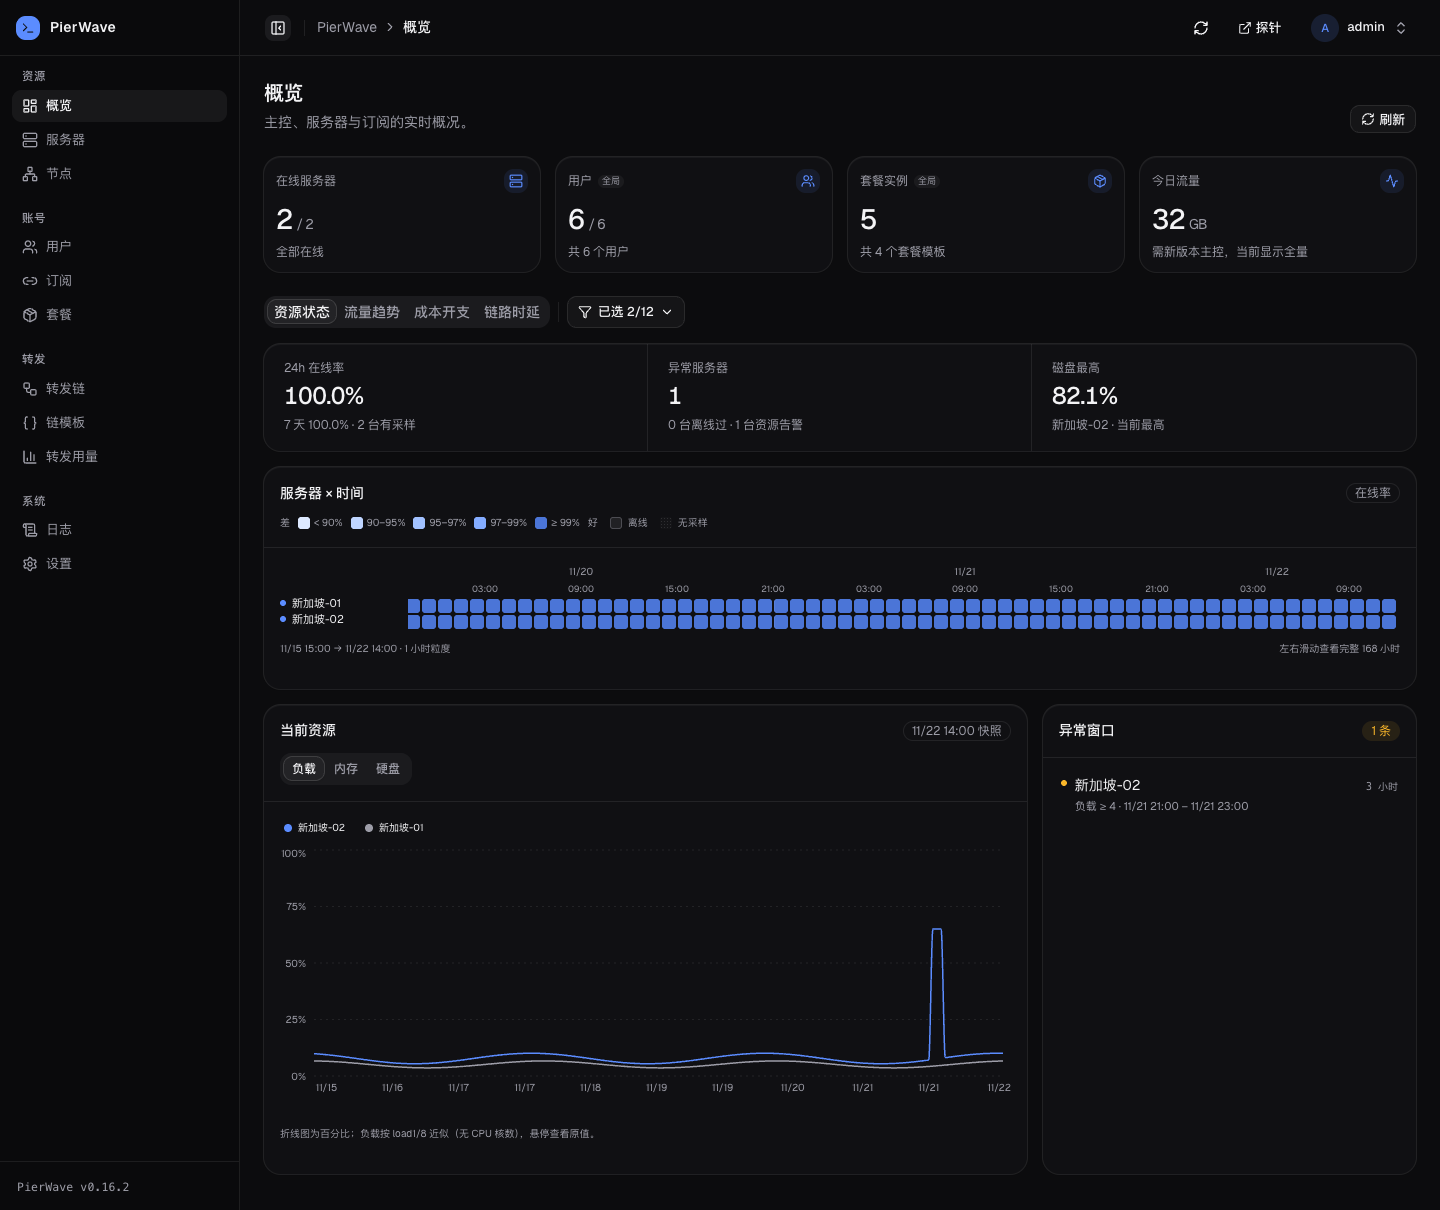 PierWave
PierWave > 概览
探针
A admin
资源
概览
服务器
节点
账号
用户
订阅
套餐
转发
转发链
链模板
转发用量
系统
日志
设置
PierWave v0.16.2
概览
主控、服务器与订阅的实时概况。
刷新
在线服务器
2 / 2
全部在线
用户 全局
6 / 6
共 6 个用户
套餐实例 全局
5
共 4 个套餐模板
今日流量
32 GB
需新版本主控，当前显示全量
资源状态 流量趋势 成本开支 链路时延
已选 2/12
24h 在线率
100.0%
7 天 100.0% · 2 台有采样
异常服务器
1
0 台离线过 · 1 台资源告警
磁盘最高
82.1%
新加坡-02 · 当前最高
服务器 × 时间
在线率
差 < 90% 90–95% 95–97% 97–99% ≥ 99% 好 离线 无采样
11/20 11/21 11/22
03:00 09:00 15:00 21:00 03:00 09:00 15:00 21:00 03:00 09:00
新加坡-01
新加坡-02
11/15 15:00 → 11/22 14:00 · 1 小时粒度
左右滑动查看完整 168 小时
当前资源
11/22 14:00 快照
负载 内存 硬盘
新加坡-02 新加坡-01
100%
75%
50%
25%
0%
11/15 11/16 11/17 11/17 11/18 11/19 11/19 11/20 11/21 11/21 11/22
折线图为百分比；负载按 load1/8 近似（无 CPU 核数），悬停查看原值。
异常窗口
1 条
新加坡-02
3 小时
负载 ≥ 4 · 11/21 21:00 – 11/21 23:00